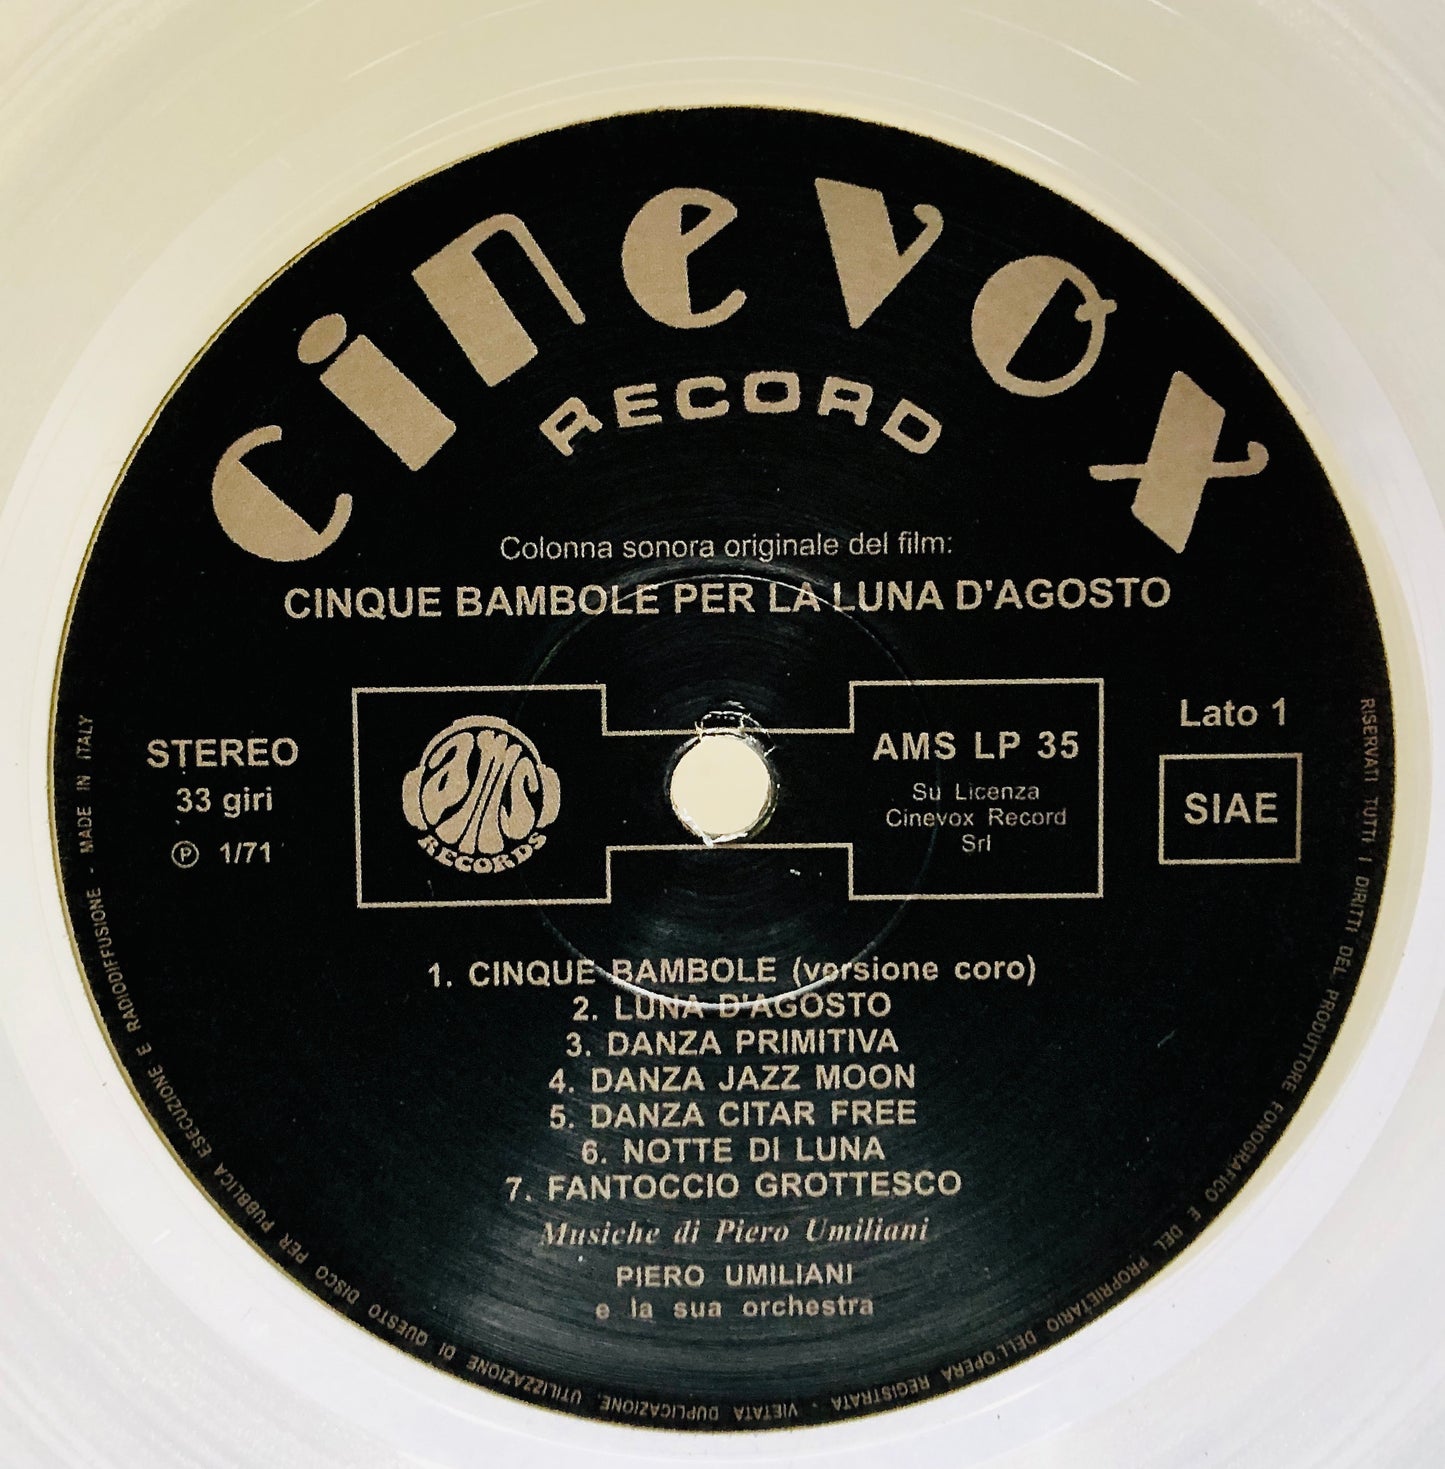 cinevox
RECORD
Colonna sonora originale del film:
CINQUE BAMBOLE PER LA LUNA D'AGOSTO
STEREO
33 giri
℗ 1/71
ams
RECORDS
AMS LP 35
Su Licenza
Cinevox Record
Srl
Lato 1
SIAE
1. CINQUE BAMBOLE (versione coro)
2. LUNA D'AGOSTO
3. DANZA PRIMITIVA
4. DANZA JAZZ MOON
5. DANZA CITAR FREE
6. NOTTE DI LUNA
7. FANTOCCIO GROTTESCO
Musiche di Piero Umiliani
PIERO UMILIANI
e la sua orchestra
RISERVATI TUTTI I DIRITTI DEL PRODUTTORE FONOGRAFICO E DEL PROPRIETARIO DELL'OPERA REGISTRATA - VIETATA DUPLICAZIONE, UTILIZZAZIONE DI QUESTO DISCO PER PUBBLICA ESECUZIONE E RADIODIFFUSIONE - MADE IN ITALY